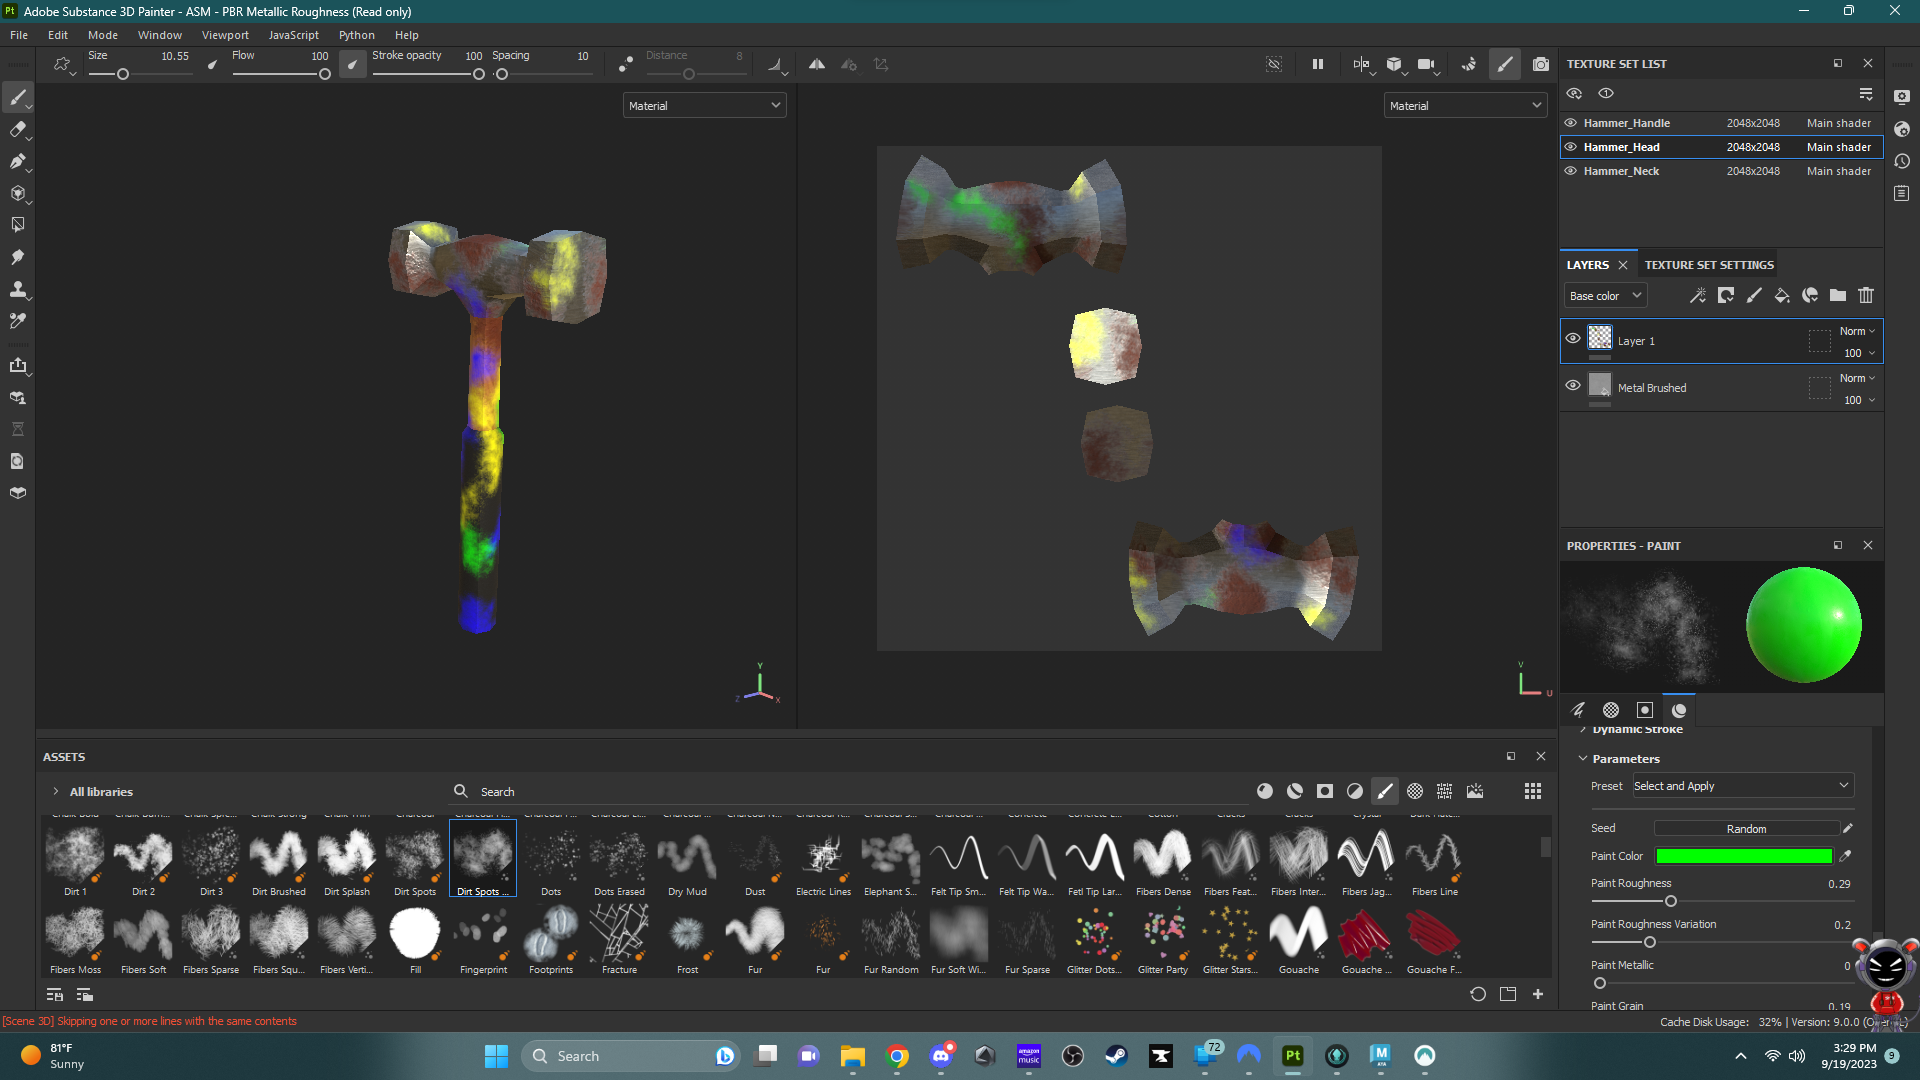 Pt Adobe Substance 3D Painter - ASM - PBR Metallic Roughness (Read only)
File Edit Mode Window Viewport JavaScript Python Help
Size 10.55 Flow 100 Stroke opacity 100 Spacing 10 Distance 8
TEXTURE SET LIST
Material Material
Hammer_Handle 2048x2048 Main shader
Hammer_Head 2048x2048 Main shader
Hammer_Neck 2048x2048 Main shader
LAYERS TEXTURE SET SETTINGS
Base color
Norm
Layer 1
100
Norm
Metal Brushed
100
PROPERTIES - PAINT
Y
Z X
V
U
Dynamic Stroke
Parameters
Preset Select and Apply
Seed Random
Paint Color
Paint Roughness 0.29
Paint Roughness Variation 0.2
Paint Metallic 0
Paint Grain 0.19
ASSETS
All libraries Search
Dirt 1 Dirt 2 Dirt 3 Dirt Brushed Dirt Splash Dirt Spots Dirt Spots ... Dots Dots Erased Dry Mud Dust Electric Lines Elephant S... Felt Tip Sm... Felt Tip Wa... Fetl Tip Lar... Fibers Dense Fibers Feat... Fibers Inter... Fibers Jag... Fibers Line
Fibers Moss Fibers Soft Fibers Sparse Fibers Squ... Fibers Verti... Fill Fingerprint Footprints Fracture Frost Fur Fur Fur Random Fur Soft Wi... Fur Sparse Glitter Dots... Glitter Party Glitter Stars... Gouache Gouache ... Gouache F...
[Scene 3D] Skipping one or more lines with the same contents
Cache Disk Usage: 32% | Version: 9.0.0
81°F
Sunny
Search
amazon music
72
Pt
M
3:29 PM
9/19/2023
9